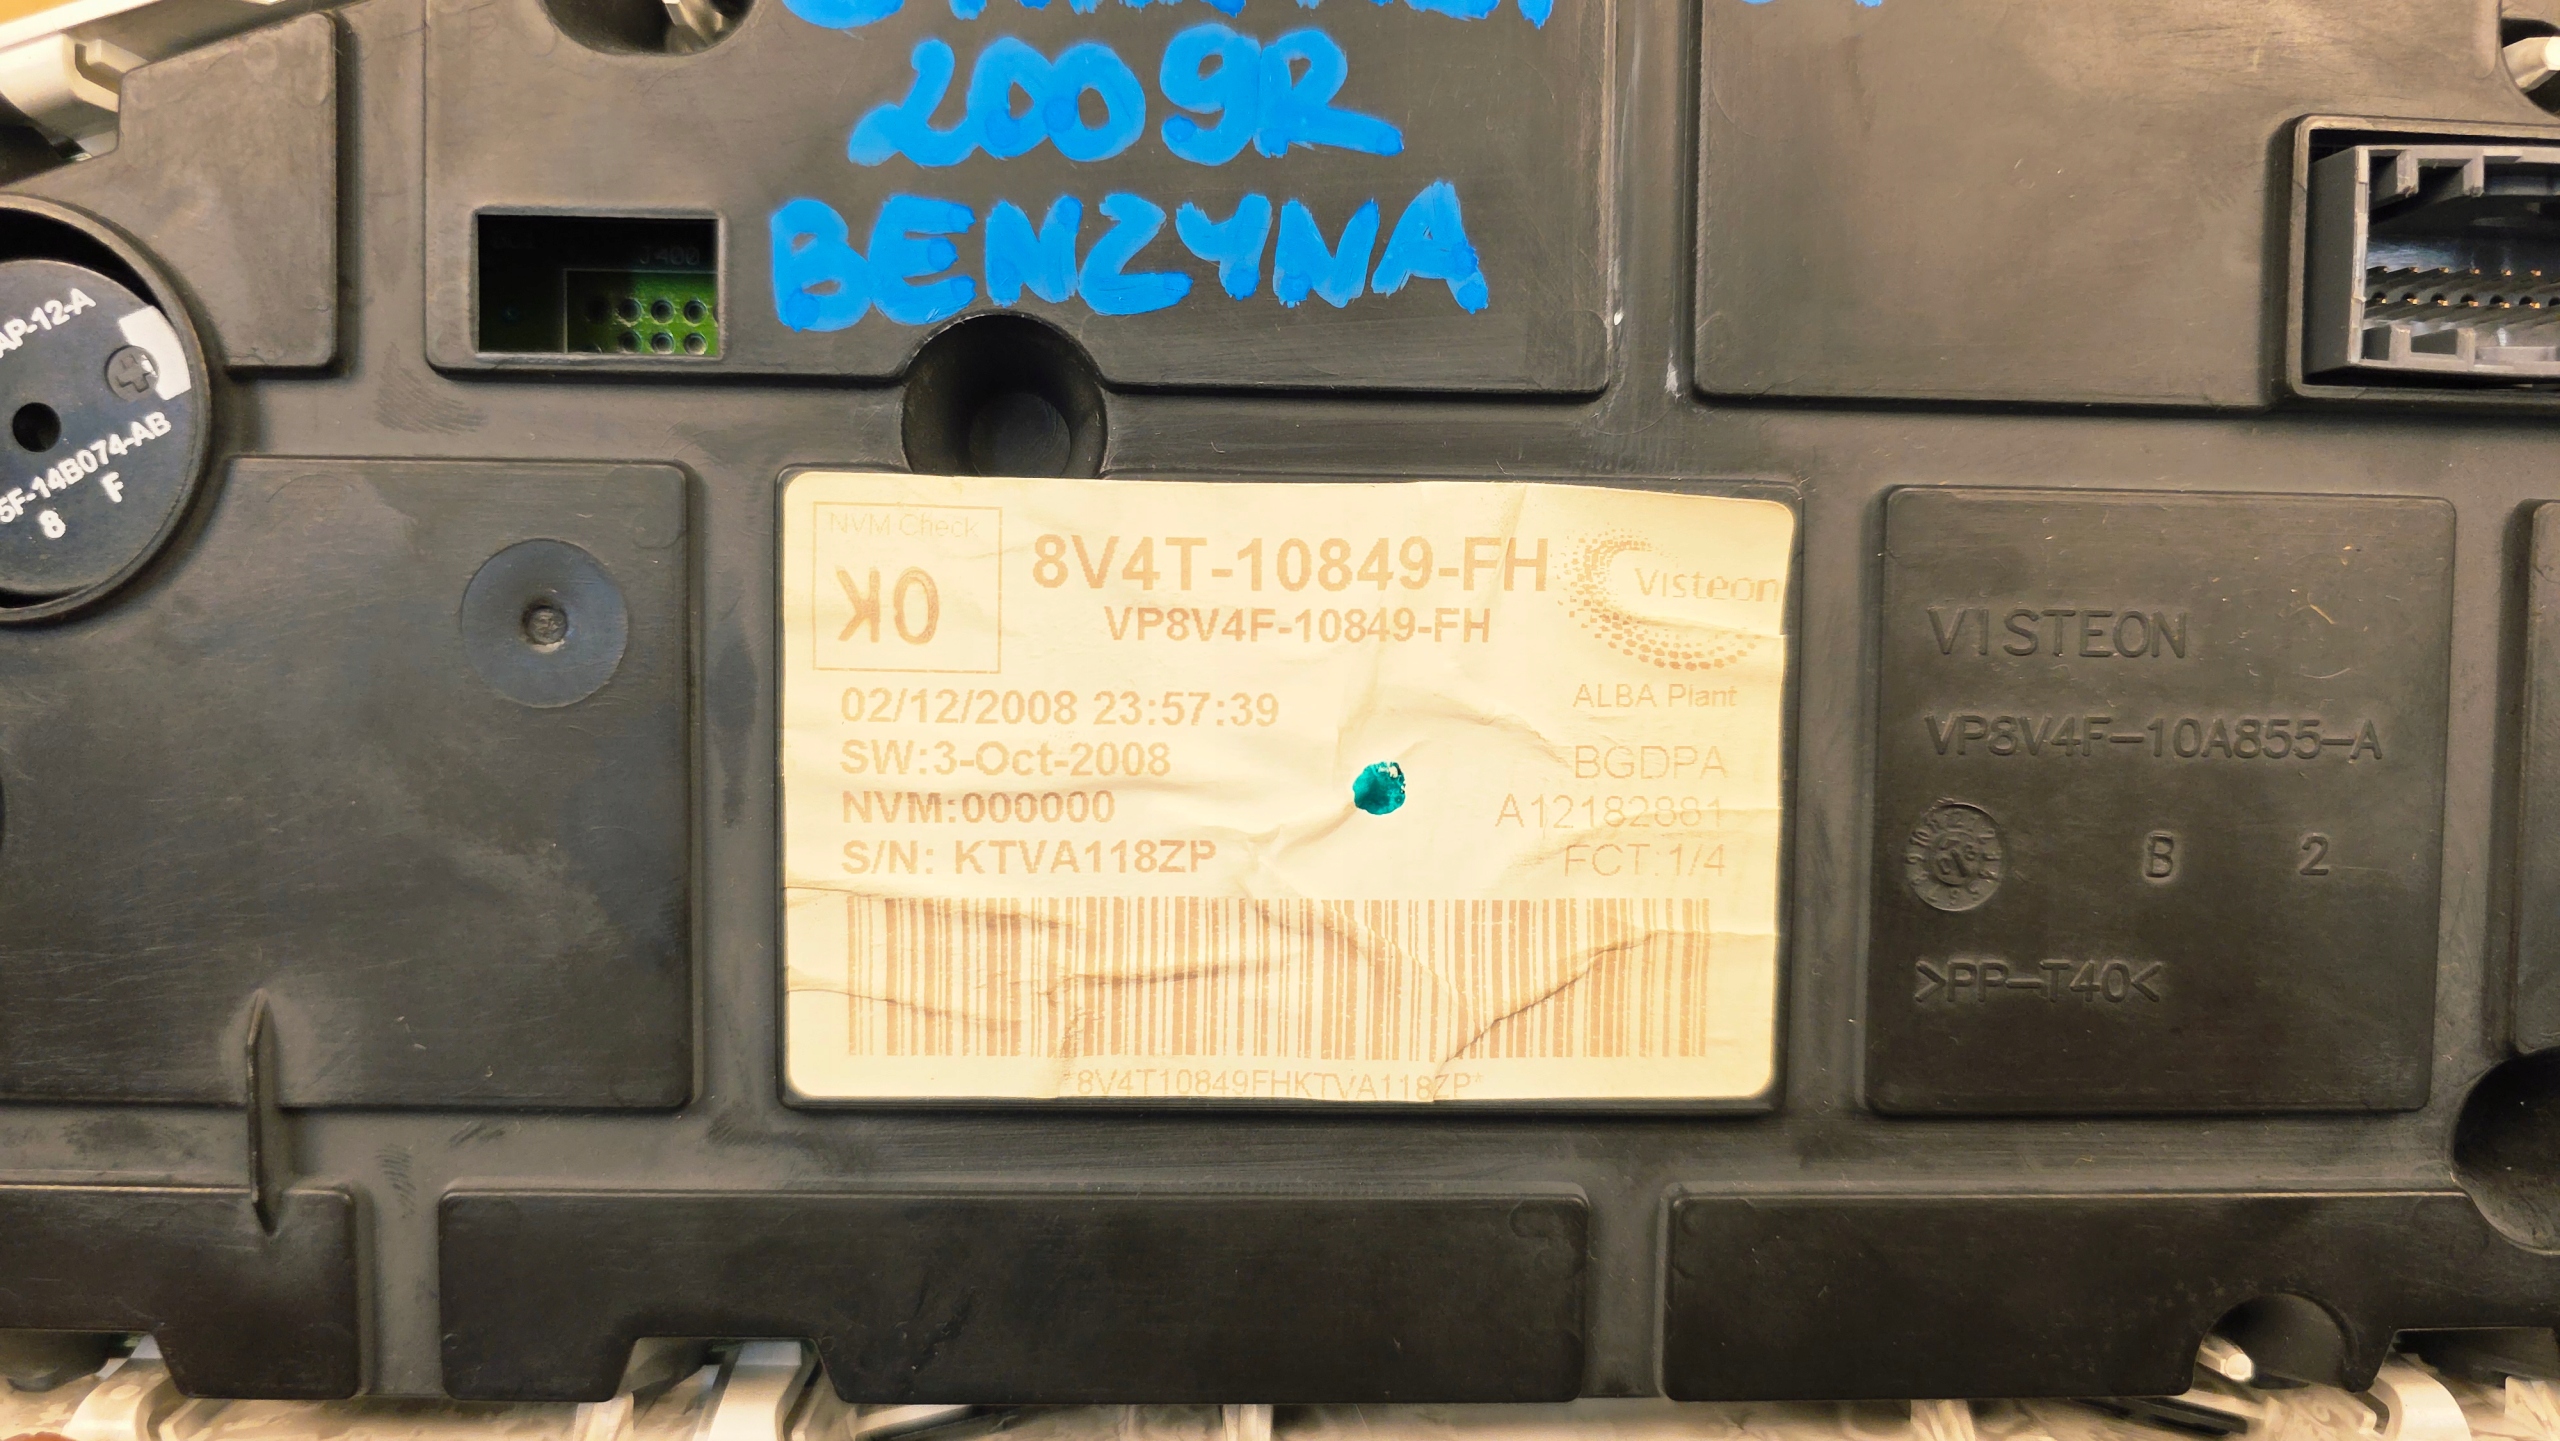 2009R
BENZYNA
J400
AP-12-A
5F-14B074-AB
8 F
NVM Check
OK
8V4T-10849-FH
VP8V4F-10849-FH
Visteon
ALBA Plant
02/12/2008 23:57:39
SW:3-Oct-2008
NVM:000000
S/N: KTVA118ZP
BGDPA
A12182881
FCT:1/4
*8V4T10849FHKTVA118ZP*
VISTEON
VP8V4F-10A855-A
B 2
>PP-T40<